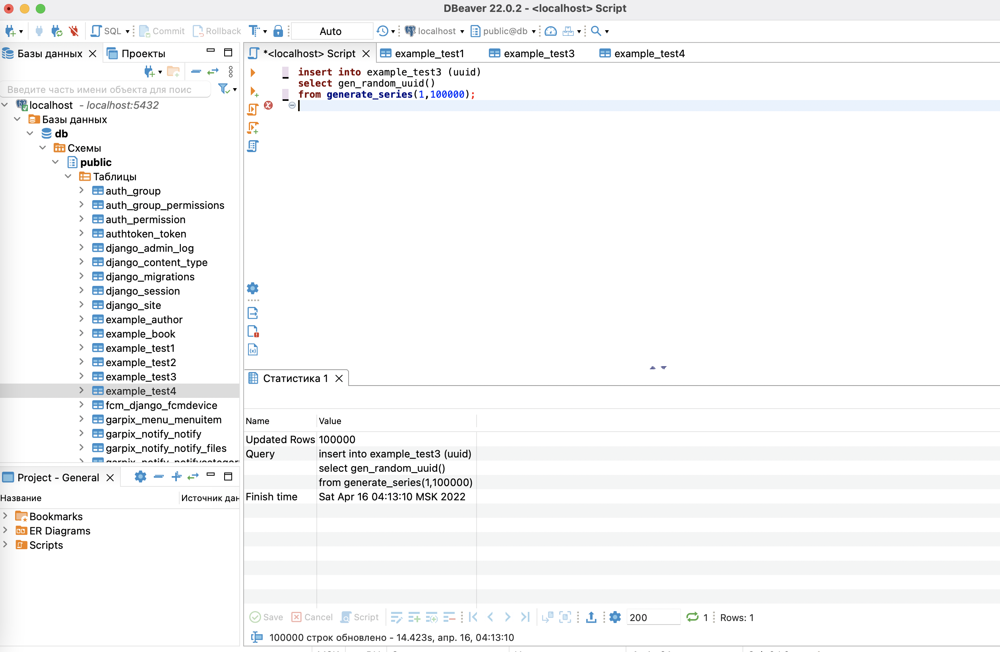 DBeaver 22.0.2 - <localhost> Script
SQL Commit Rollback Auto localhost public@db
Базы данных Проекты
*<localhost> Script example_test1 example_test3 example_test4
Введите часть имени объекта для поис
localhost - localhost:5432
Базы данных
db
Схемы
public
Таблицы
auth_group
auth_group_permissions
auth_permission
authtoken_token
django_admin_log
django_content_type
django_migrations
django_session
django_site
example_author
example_book
example_test1
example_test2
example_test3
example_test4
fcm_django_fcmdevice
garpix_menu_menuitem
garpix_notify_notify
garpix_notify_notify_files
insert into example_test3 (uuid)
select gen_random_uuid()
from generate_series(1,100000);
Project - General
Название Источник дан
Bookmarks
ER Diagrams
Scripts
Статистика 1
Name Value
Updated Rows 100000
Query insert into example_test3 (uuid)
select gen_random_uuid()
from generate_series(1,100000)
Finish time Sat Apr 16 04:13:10 MSK 2022
Save Cancel Script 200 1 Rows: 1
100000 строк обновлено - 14.423s, апр. 16, 04:13:10